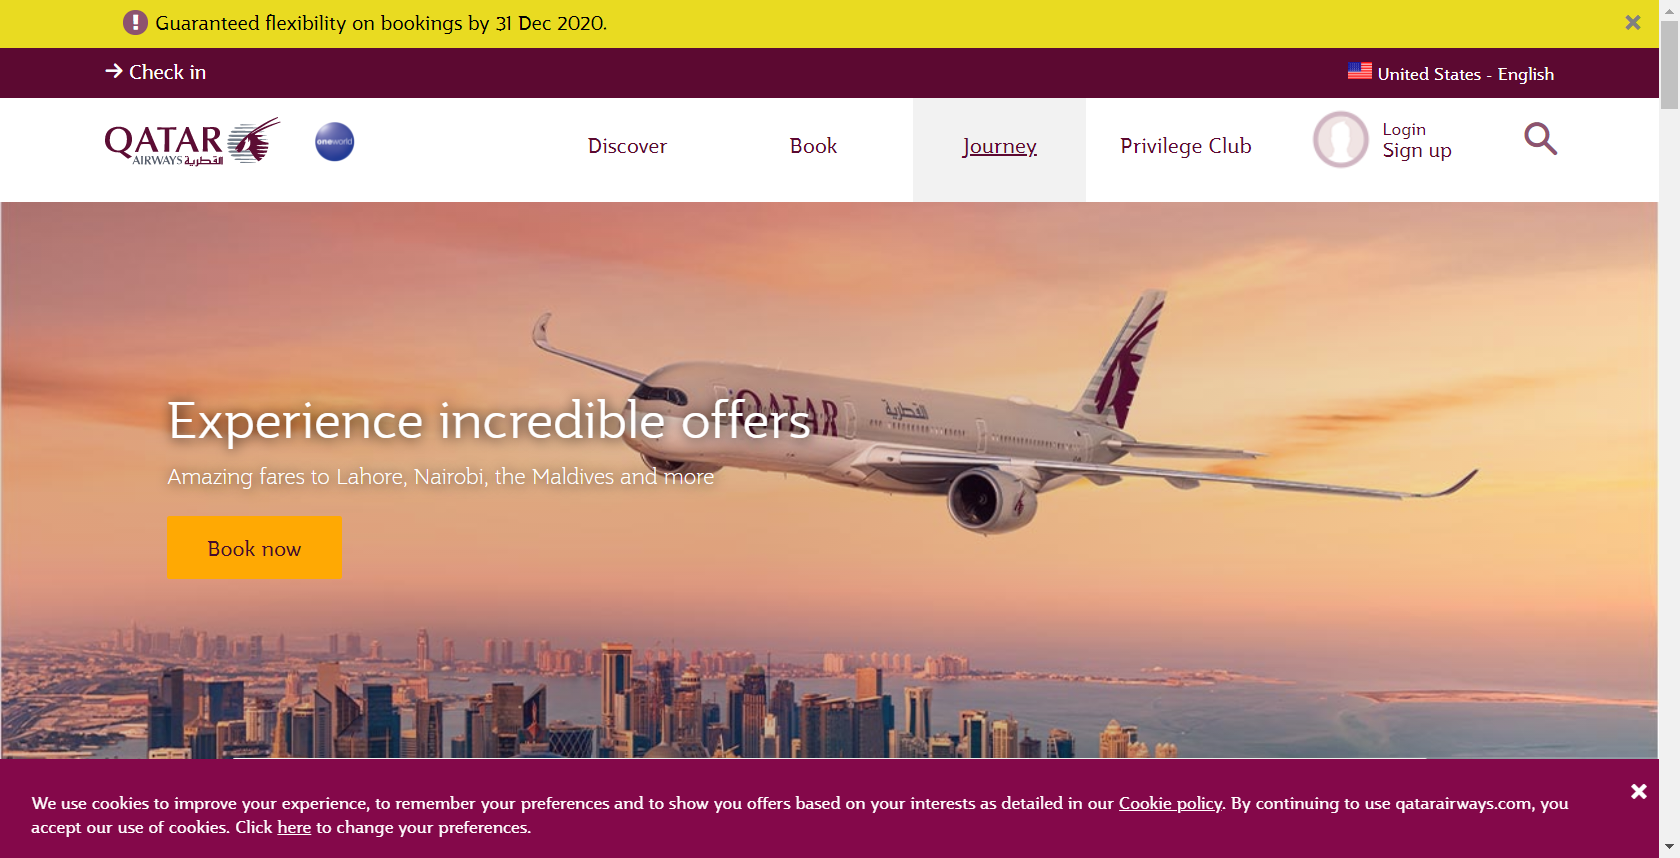 Guaranteed flexibility on bookings by 31 Dec 2020.
Check in
United States - English
QATAR
AIRWAYS القطرية
oneworld
Discover
Book
Journey
Privilege Club
Login
Sign up
QATAR
القطرية
Experience incredible offers
Amazing fares to Lahore, Nairobi, the Maldives and more
Book now
We use cookies to improve your experience, to remember your preferences and to show you offers based on your interests as detailed in our Cookie policy. By continuing to use qatarairways.com, you
accept our use of cookies. Click here to change your preferences.